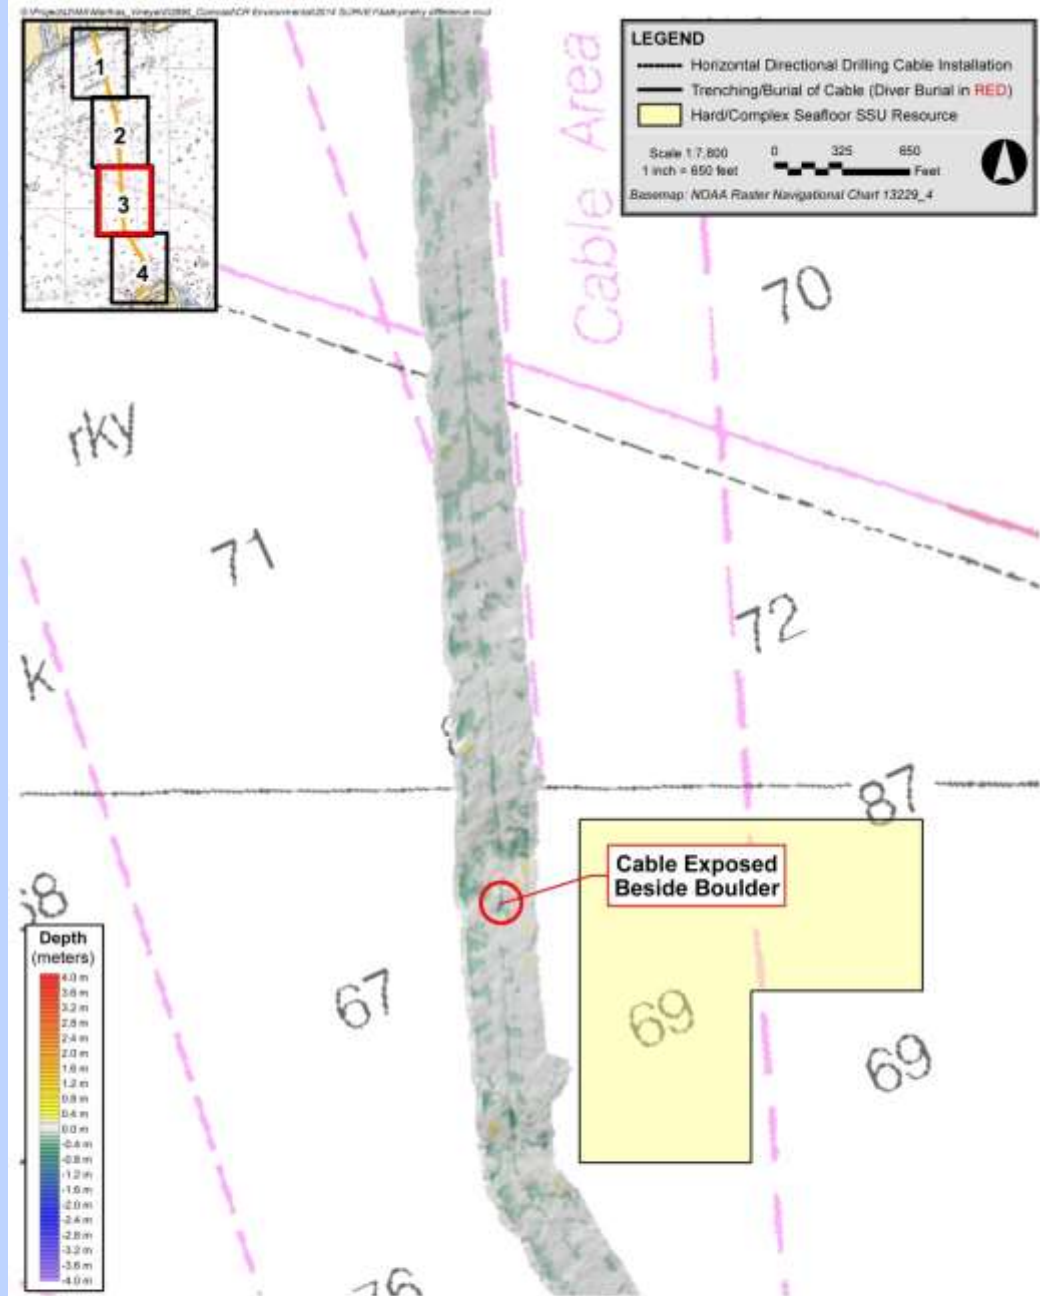 1
2
3
4
LEGEND
Horizontal Directional Drilling Cable Installation
Trenching/Burial of Cable (Diver Burial in RED)
Hard/Complex Seafloor SSU Resource
Scale 1:7,800
1 inch = 650 feet
0 325 650
Feet
Basemap: NOAA Raster Navigational Chart 13229_4
Cable Area
70
rky
71
72
k
87
Cable Exposed
Beside Boulder
67
69
69
76
Depth
(meters)
4.0 m
3.6 m
3.2 m
2.8 m
2.4 m
2.0 m
1.6 m
1.2 m
0.8 m
0.4 m
0.0 m
-0.4 m
-0.8 m
-1.2 m
-1.6 m
-2.0 m
-2.4 m
-2.8 m
-3.2 m
-3.6 m
-4.0 m